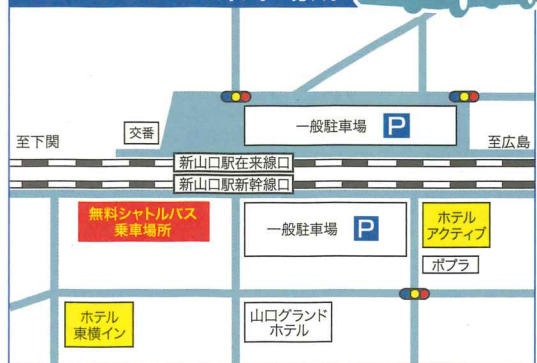 一般駐車場 P
交番
至下関
至広島
新山口駅在来線口
新山口駅新幹線口
無料シャトルバス
乗車場所
一般駐車場 P
ホテル
アクティブ
ポプラ
ホテル
東横イン
山口グランド
ホテル